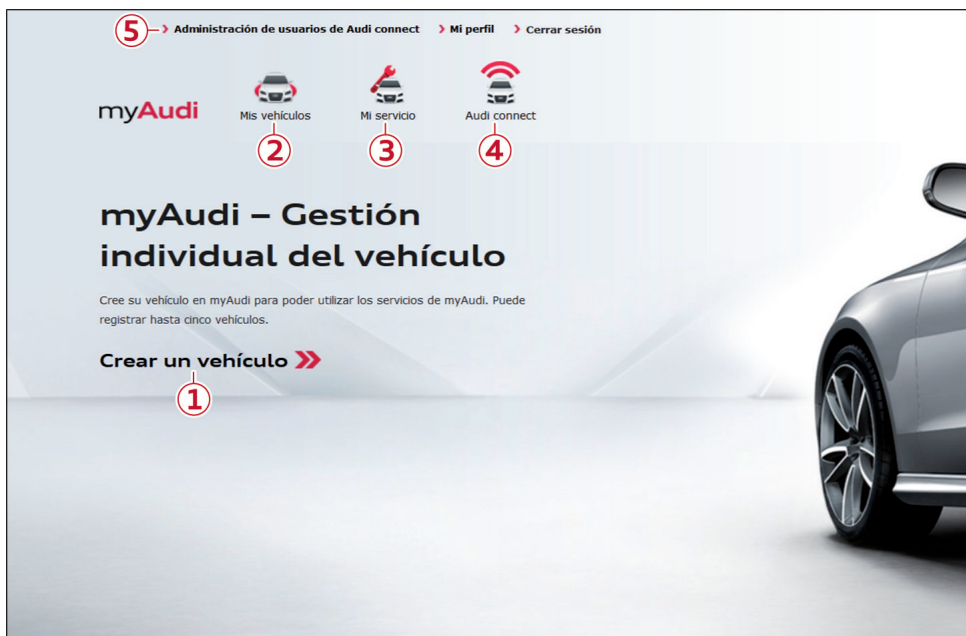 ⑤ Administración de usuarios de Audi connect Mi perfil Cerrar sesión
myAudi Mis vehículos Mi servicio Audi connect
② ③ ④
myAudi – Gestión
individual del vehículo
Cree su vehículo en myAudi para poder utilizar los servicios de myAudi. Puede
registrar hasta cinco vehículos.
Crear un vehículo
①